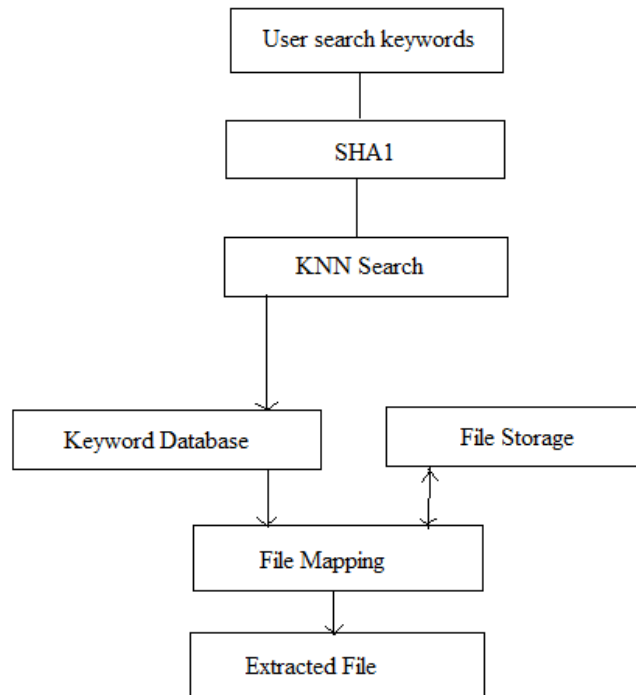 User search keywords
SHA1
KNN Search
Keyword Database
File Storage
File Mapping
Extracted File